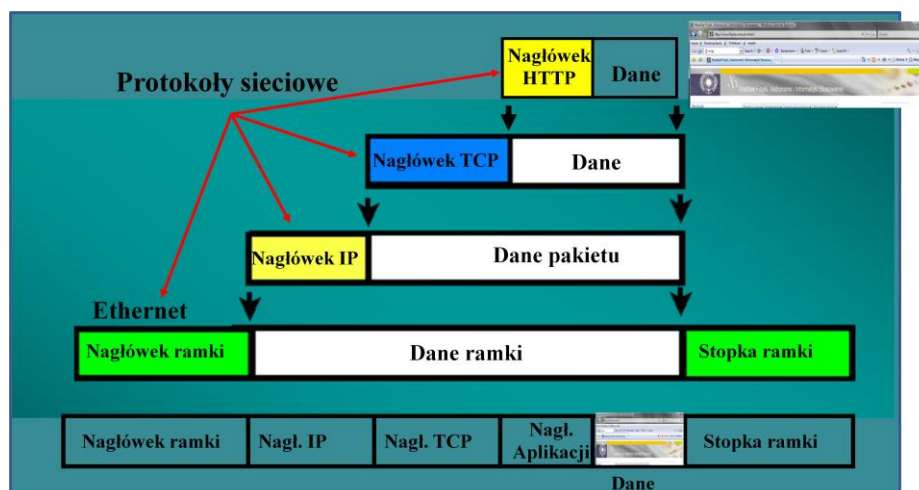 Protokoły sieciowe
Nagłówek
HTTP
Dane
Nagłówek TCP
Dane
Nagłówek IP
Dane pakietu
Ethernet
Nagłówek ramki
Dane ramki
Stopka ramki
Nagłówek ramki
Nagł. IP
Nagł. TCP
Nagł.
Aplikacji
Stopka ramki
Dane